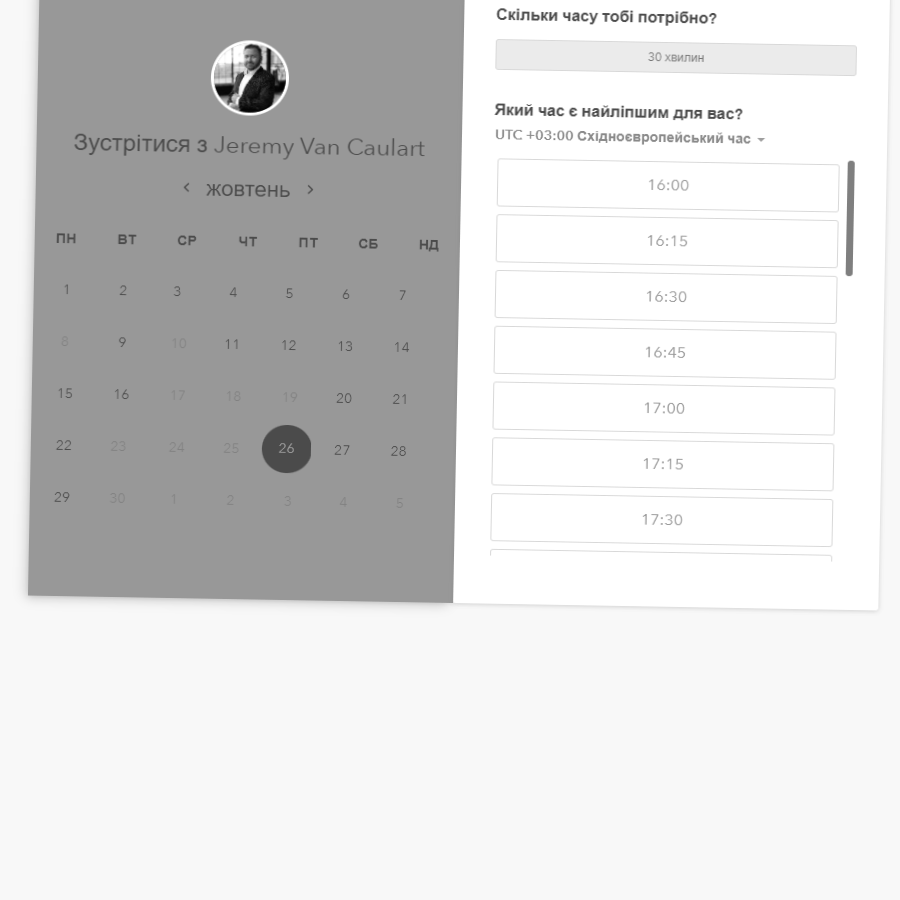 Зустрітися з Jeremy Van Caulart
жовтень
ПН ВТ СР ЧТ ПТ СБ НД
1 2 3 4 5 6 7
8 9 10 11 12 13 14
15 16 17 18 19 20 21
22 23 24 25 26 27 28
29 30 1 2 3 4 5
Скільки часу тобі потрібно?
30 хвилин
Який час є найліпшим для вас?
UTC +03:00 Східноєвропейський час
16:00
16:15
16:30
16:45
17:00
17:15
17:30